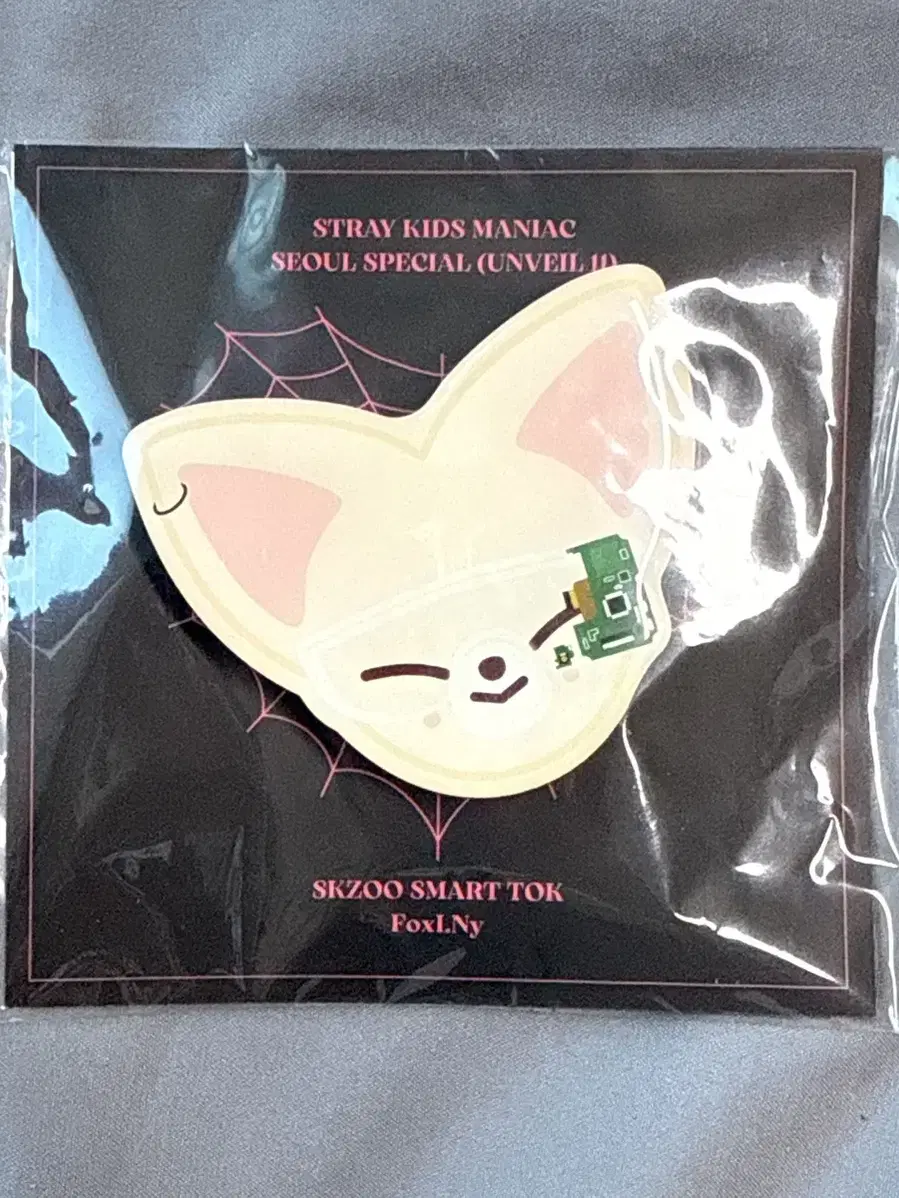 STRAY KIDS MANIAC
SEOUL SPECIAL (UNVEIL 11)
SKZOO SMART TOK
FoxI.Ny